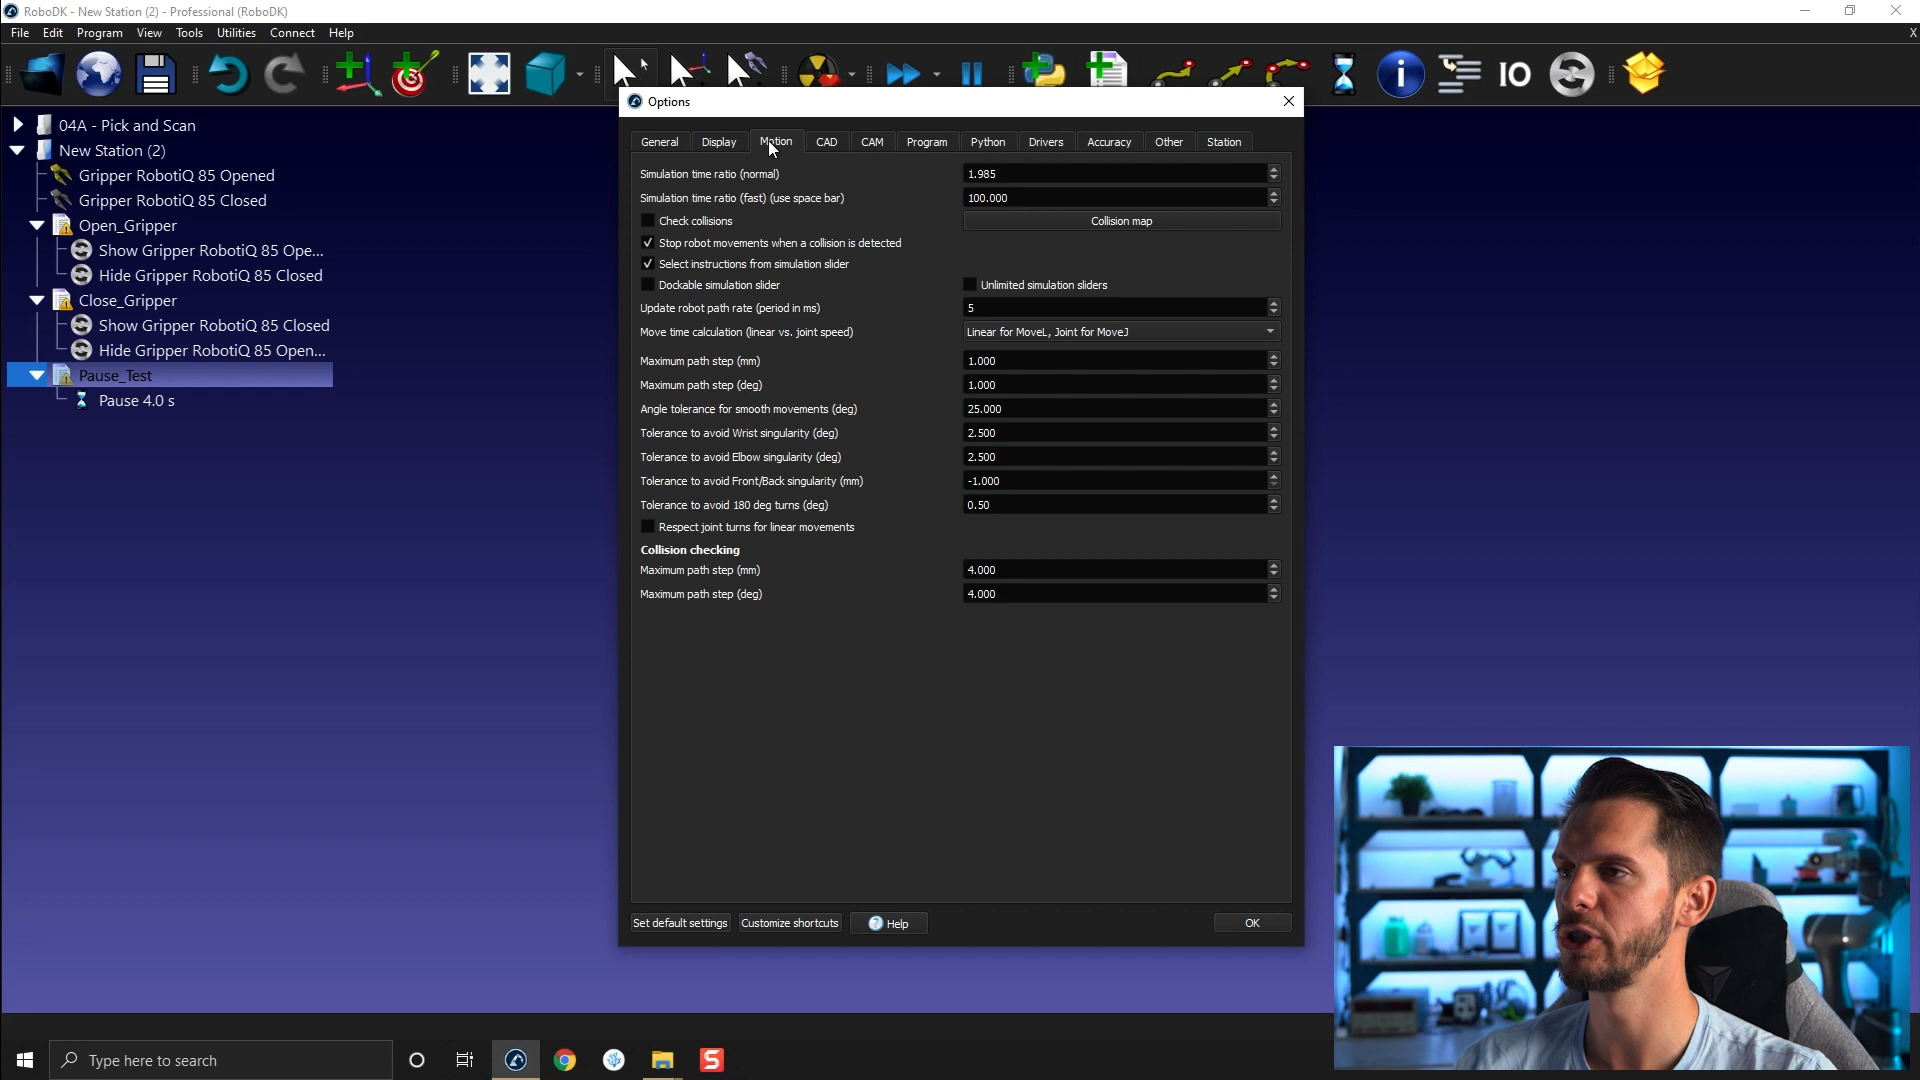 RoboDK - New Station (2) - Professional (RoboDK)
File Edit Program View Tools Utilities Connect Help X
IO
04A - Pick and Scan
New Station (2)
Gripper RobotiQ 85 Opened
Gripper RobotiQ 85 Closed
Open_Gripper
Show Gripper RobotiQ 85 Ope...
Hide Gripper RobotiQ 85 Closed
Close_Gripper
Show Gripper RobotiQ 85 Closed
Hide Gripper RobotiQ 85 Open...
Pause_Test
Pause 4.0 s
Options
General Display Motion CAD CAM Program Python Drivers Accuracy Other Station
Simulation time ratio (normal) 1.985
Simulation time ratio (fast) (use space bar) 100.000
Check collisions Collision map
Stop robot movements when a collision is detected
Select instructions from simulation slider
Dockable simulation slider Unlimited simulation sliders
Update robot path rate (period in ms) 5
Move time calculation (linear vs. joint speed) Linear for MoveL, Joint for MoveJ
Maximum path step (mm) 1.000
Maximum path step (deg) 1.000
Angle tolerance for smooth movements (deg) 25.000
Tolerance to avoid Wrist singularity (deg) 2.500
Tolerance to avoid Elbow singularity (deg) 2.500
Tolerance to avoid Front/Back singularity (mm) -1.000
Tolerance to avoid 180 deg turns (deg) 0.50
Respect joint turns for linear movements
Collision checking
Maximum path step (mm) 4.000
Maximum path step (deg) 4.000
Set default settings Customize shortcuts Help OK
Type here to search